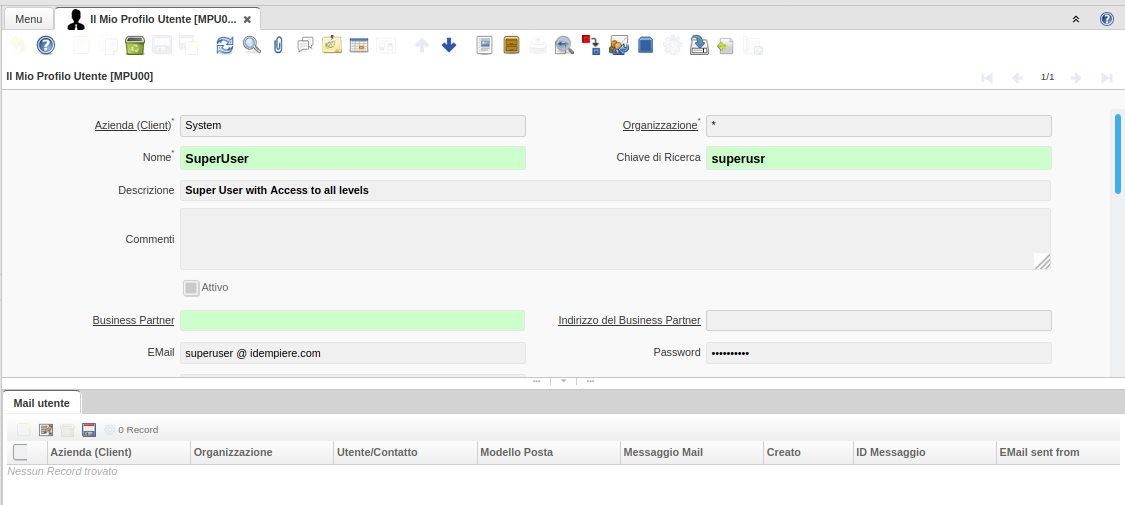 Menu
Il Mio Profilo Utente [MPU0...
Il Mio Profilo Utente [MPU00]
1/1
Azienda (Client)* System
Organizzazione* *
Nome* SuperUser
Chiave di Ricerca superusr
Descrizione Super User with Access to all levels
Commenti
Attivo
Business Partner
Indirizzo del Business Partner
EMail superuser @ idempiere.com
Password ••••••••••
Mail utente
0 Record
Azienda (Client) Organizzazione Utente/Contatto Modello Posta Messaggio Mail Creato ID Messaggio EMail sent from
Nessun Record trovato